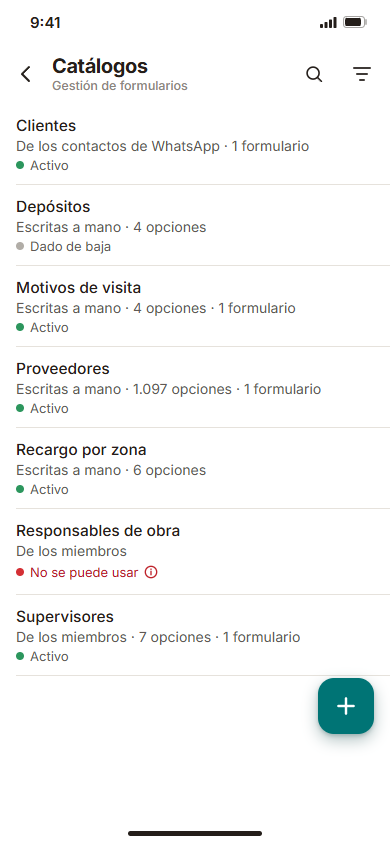 9:41
Catálogos
Gestión de formularios
Clientes
De los contactos de WhatsApp · 1 formulario
Activo
Depósitos
Escritas a mano · 4 opciones
Dado de baja
Motivos de visita
Escritas a mano · 4 opciones · 1 formulario
Activo
Proveedores
Escritas a mano · 1.097 opciones · 1 formulario
Activo
Recargo por zona
Escritas a mano · 6 opciones
Activo
Responsables de obra
De los miembros
No se puede usar
Supervisores
De los miembros · 7 opciones · 1 formulario
Activo